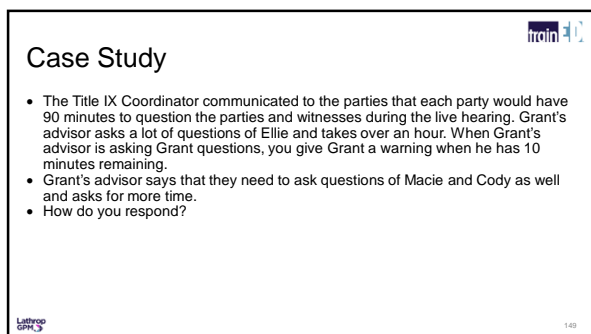 trainED
Case Study
• The Title IX Coordinator communicated to the parties that each party would have
90 minutes to question the parties and witnesses during the live hearing. Grant's
advisor asks a lot of questions of Ellie and takes over an hour. When Grant's
advisor is asking Grant questions, you give Grant a warning when he has 10
minutes remaining.
• Grant's advisor says that they need to ask questions of Macie and Cody as well
and asks for more time.
• How do you respond?
Lathrop
GPM
149